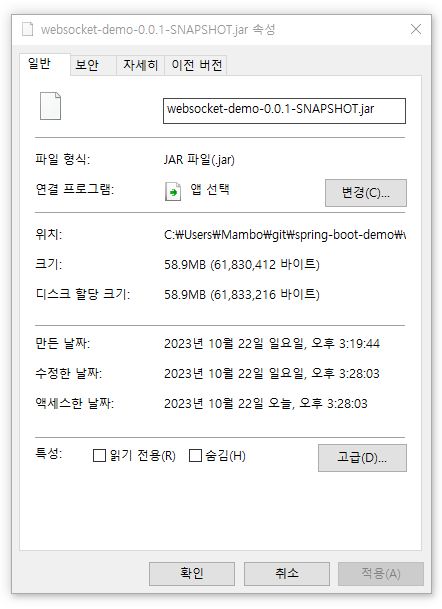 websocket-demo-0.0.1-SNAPSHOT.jar 속성
일반 보안 자세히 이전 버전
websocket-demo-0.0.1-SNAPSHOT.jar
파일 형식: JAR 파일(.jar)
연결 프로그램: 앱 선택 변경(C)...
위치: C:₩Users₩Mambo₩git₩spring-boot-demo₩
크기: 58.9MB (61,830,412 바이트)
디스크 할당 크기: 58.9MB (61,833,216 바이트)
만든 날짜: 2023년 10월 22일 일요일, 오후 3:19:44
수정한 날짜: 2023년 10월 22일 일요일, 오후 3:28:03
액세스한 날짜: 2023년 10월 22일 오늘, 오후 3:28:03
특성: 읽기 전용(R) 숨김(H) 고급(D)...
확인 취소 적용(A)